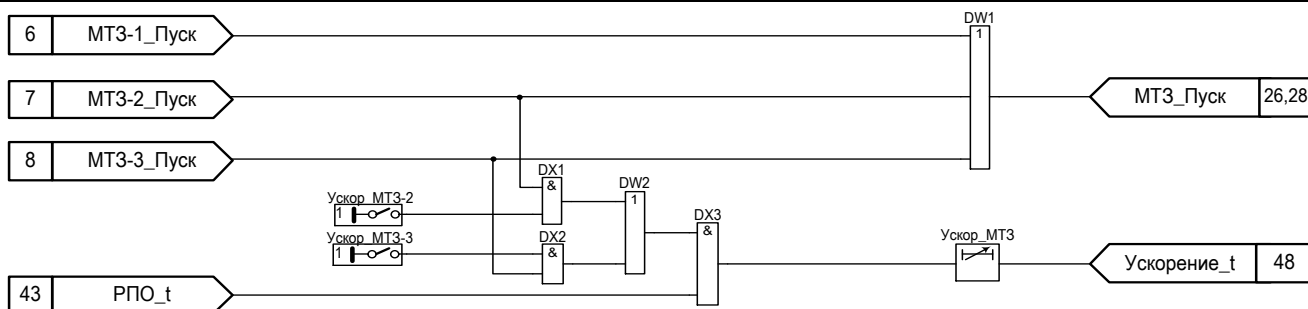 DW1
6 МТЗ-1_Пуск 1
7 МТЗ-2_Пуск МТЗ_Пуск 26,28
8 МТЗ-3_Пуск
DX1
&
DW2
1
Ускор_МТЗ-2
1
DX3
&
Ускор_МТЗ-3
1
DX2
&
Ускор_МТЗ
Ускорение_t 48
43 РПО_t